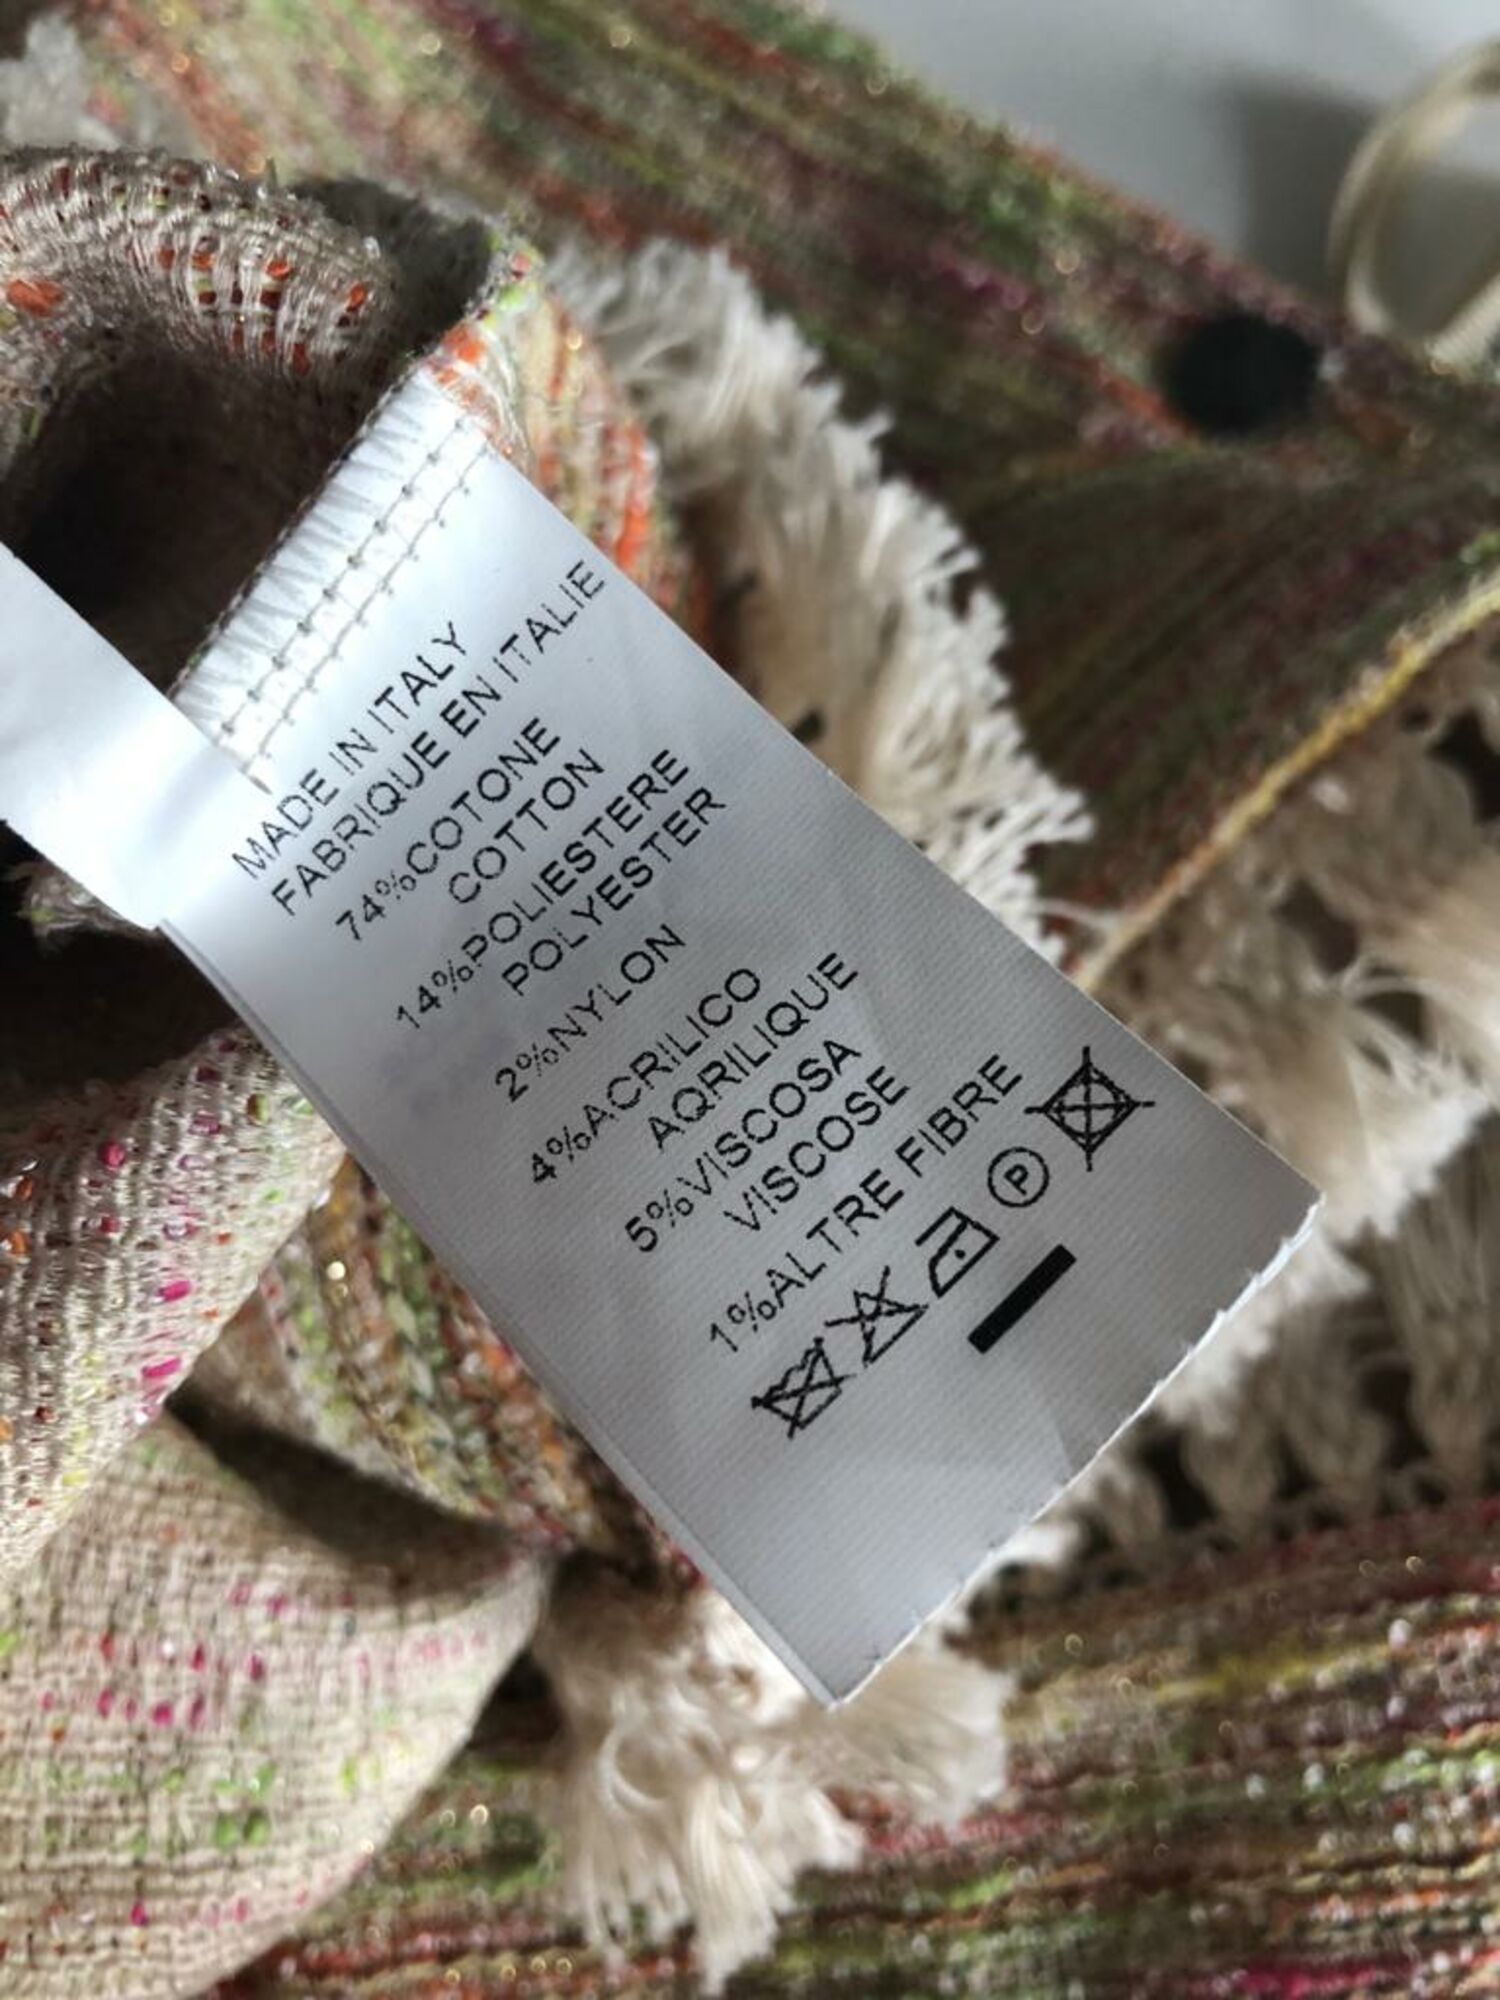 MADE IN ITALY
FABRIQUE EN ITALIE
74%COTONE
COTTON
14%POLIESTERE
POLYESTER
2%NYLON
4%ACRILICO
AQRILIQUE
5%VISCOSA
VISCOSE
1%ALTRE FIBRE
P